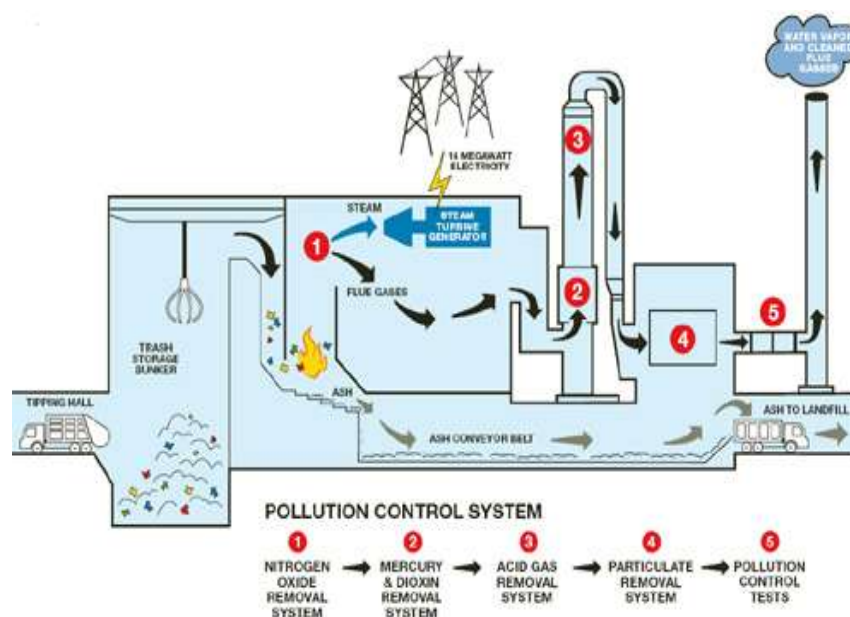 WATER VAPOR
AND CLEANED
FLUE
GASSES
14 MEGAWATT
ELECTRICITY
3
STEAM
STEAM
TURBINE
GENERATOR
1
FLUE GASES
2
5
4
TRASH
STORAGE
BUNKER
TIPPING HALL
ASH
ASH TO LANDFILL
ASH CONVEYOR BELT
POLLUTION CONTROL SYSTEM
1 2 3 4 5
NITROGEN OXIDE REMOVAL SYSTEM
MERCURY & DIOXIN REMOVAL SYSTEM
ACID GAS REMOVAL SYSTEM
PARTICULATE REMOVAL SYSTEM
POLLUTION CONTROL TESTS